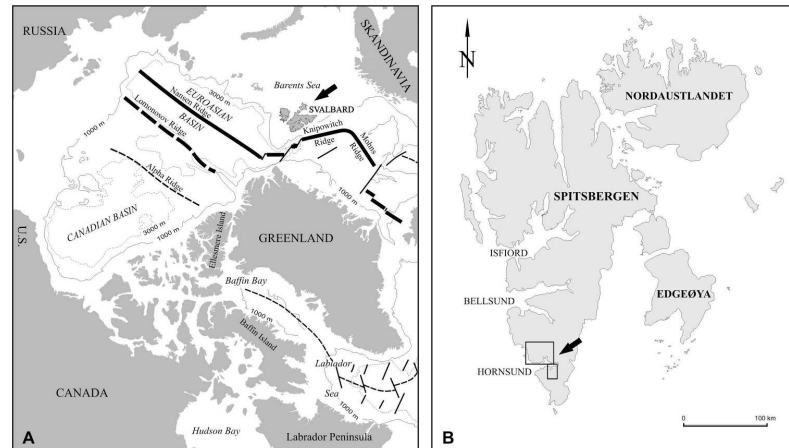 RUSSIA
SKANDINAVIA
Barents Sea
3000 m
EUROASIAN
BASIN
Nansen Ridge
SVALBARD
1000 m
Lomonosov Ridge
Knipowitch
Ridge
Mohns
Ridge
Alpha Ridge
1000 m
CANADIAN BASIN
3000 m
1000 m
U.S.
Ellesmere Island
GREENLAND
Baffin Bay
1000 m
Baffin Island
Labrador
Sea
1000 m
CANADA
Hudson Bay
Labrador Peninsula
A
N
NORDAUSTLANDET
SPITSBERGEN
ISFIORD
EDGEØYA
BELLSUND
HORNSUND
0
100 km
B